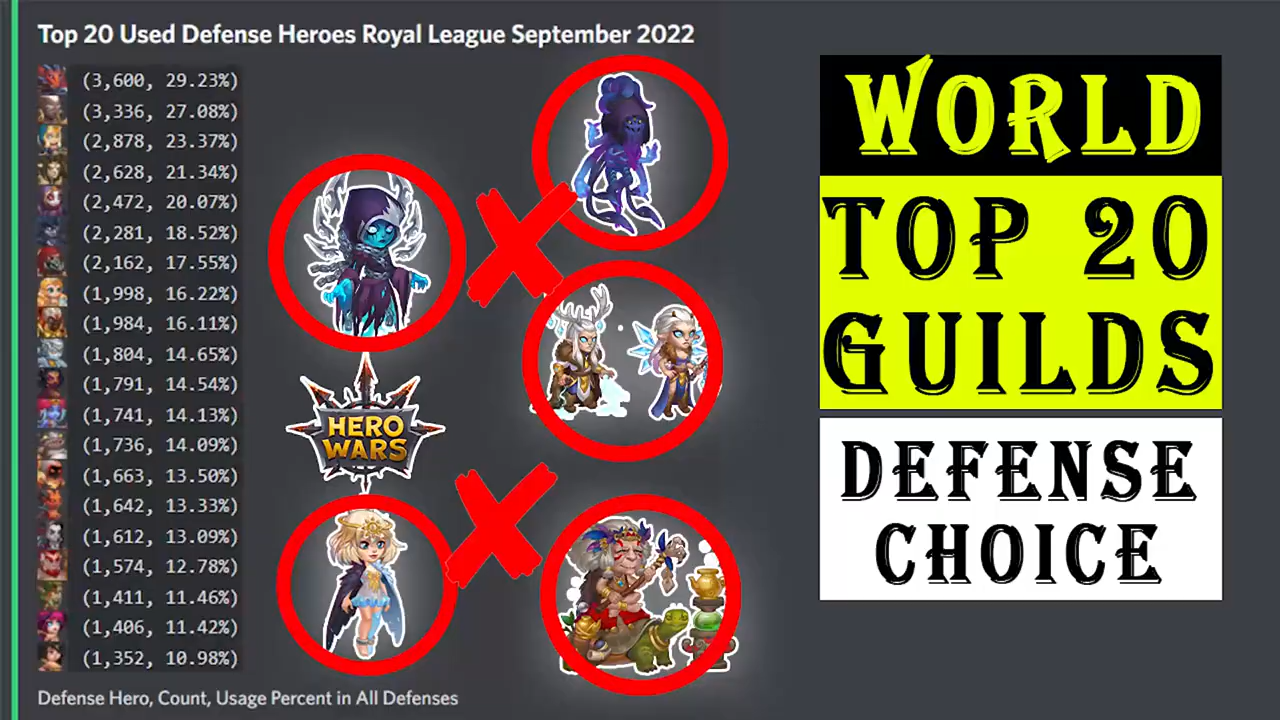 Top 20 Used Defense Heroes Royal League September 2022
(3,600, 29.23%)
(3,336, 27.08%)
(2,878, 23.37%)
(2,628, 21.34%)
(2,472, 20.07%)
(2,281, 18.52%)
(2,162, 17.55%)
(1,998, 16.22%)
(1,984, 16.11%)
(1,804, 14.65%)
(1,791, 14.54%)
(1,741, 14.13%)
(1,736, 14.09%)
(1,663, 13.50%)
(1,642, 13.33%)
(1,612, 13.09%)
(1,574, 12.78%)
(1,411, 11.46%)
(1,406, 11.42%)
(1,352, 10.98%)
Defense Hero, Count, Usage Percent in All Defenses
HERO
WARS
WORLD
TOP 20
GUILDS
DEFENSE
CHOICE